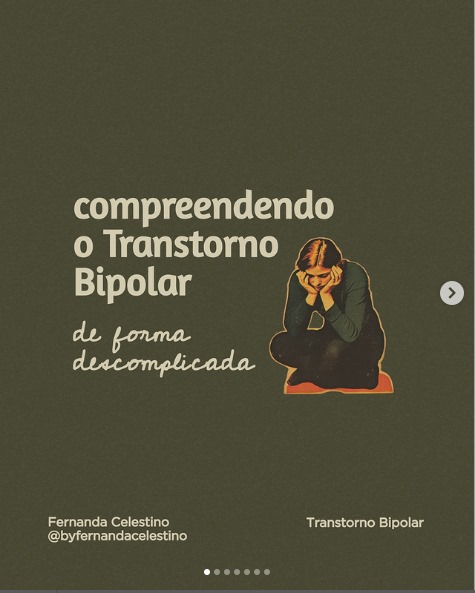 compreendendo
o Transtorno
Bipolar
de forma
descomplicada
Fernanda Celestino
@byfernandacelestino
Transtorno Bipolar